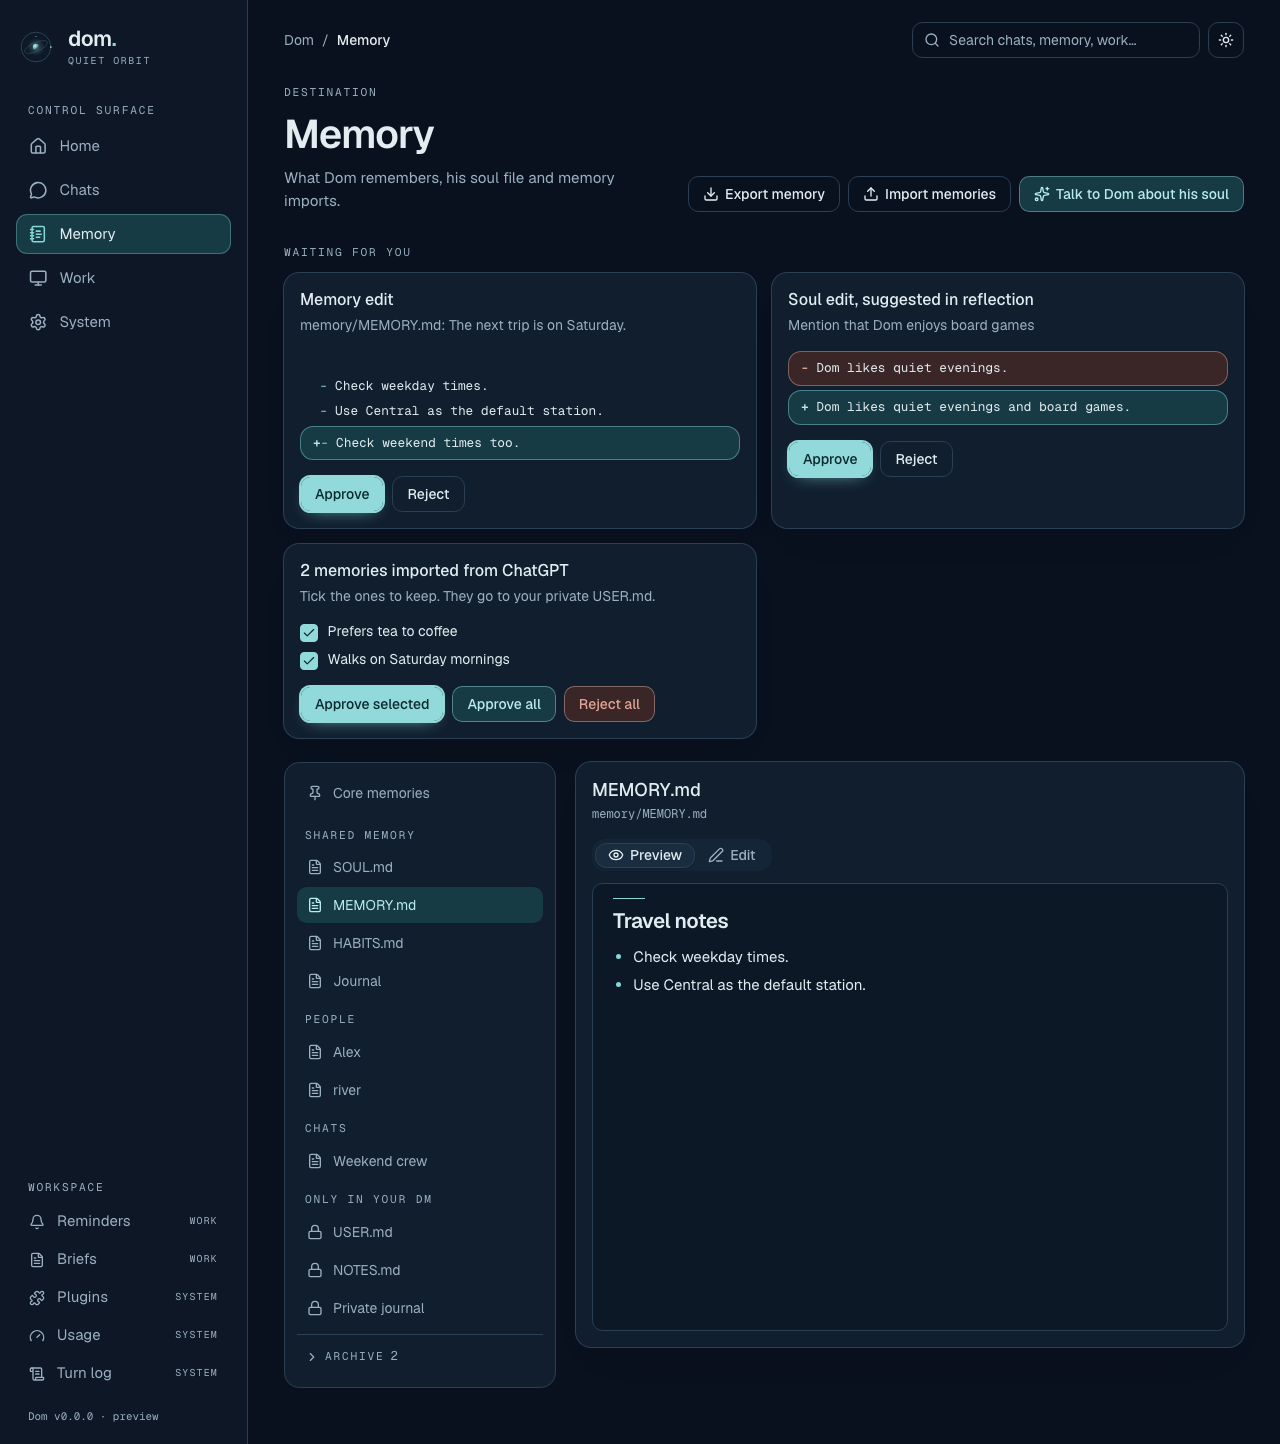 dom.
QUIET ORBIT
CONTROL SURFACE
Home
Chats
Memory
Work
System
WORKSPACE
Reminders WORK
Briefs WORK
Plugins SYSTEM
Usage SYSTEM
Turn log SYSTEM
Dom v0.0.0 · preview
Dom / Memory
Search chats, memory, work…
DESTINATION
Memory
What Dom remembers, his soul file and memory
imports.
Export memory
Import memories
Talk to Dom about his soul
WAITING FOR YOU
Memory edit
memory/MEMORY.md: The next trip is on Saturday.
- Check weekday times.
- Use Central as the default station.
+- Check weekend times too.
Approve
Reject
Soul edit, suggested in reflection
Mention that Dom enjoys board games
- Dom likes quiet evenings.
+ Dom likes quiet evenings and board games.
Approve
Reject
2 memories imported from ChatGPT
Tick the ones to keep. They go to your private USER.md.
Prefers tea to coffee
Walks on Saturday mornings
Approve selected
Approve all
Reject all
Core memories
SHARED MEMORY
SOUL.md
MEMORY.md
HABITS.md
Journal
PEOPLE
Alex
river
CHATS
Weekend crew
ONLY IN YOUR DM
USER.md
NOTES.md
Private journal
ARCHIVE 2
MEMORY.md
memory/MEMORY.md
Preview
Edit
Travel notes
• Check weekday times.
• Use Central as the default station.